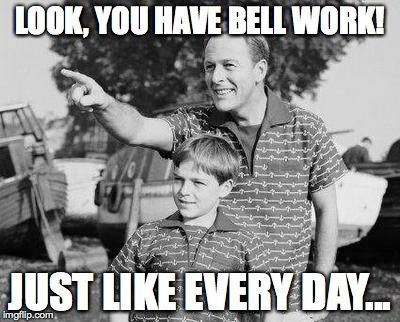 LOOK, YOU HAVE BELL WORK!
JUST LIKE EVERY DAY...
imgflip.com